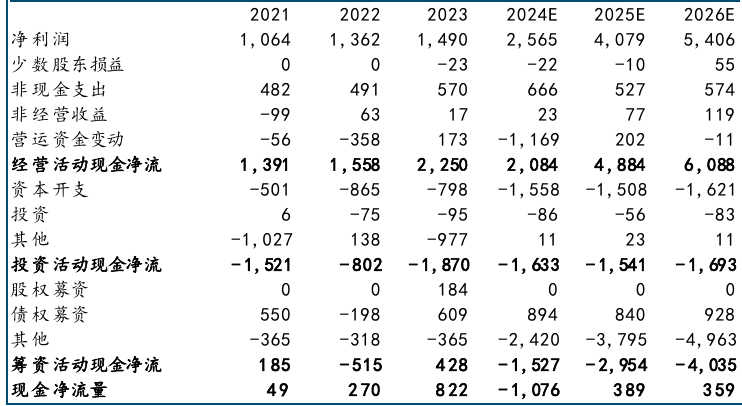 2021 2022 2023 2024E 2025E 2026E
净利润 1,064 1,362 1,490 2,565 4,079 5,406
少数股东损益 0 0 -23 -22 -10 55
非现金支出 482 491 570 666 527 574
非经营收益 -99 63 17 23 77 119
营运资金变动 -56 -358 173 -1,169 202 -11
经营活动现金净流 1,391 1,558 2,250 2,084 4,884 6,088
资本开支 -501 -865 -798 -1,558 -1,508 -1,621
投资 6 -75 -95 -86 -56 -83
其他 -1,027 138 -977 11 23 11
投资活动现金净流 -1,521 -802 -1,870 -1,633 -1,541 -1,693
股权募资 0 0 184 0 0 0
债权募资 550 -198 609 894 840 928
其他 -365 -318 -365 -2,420 -3,795 -4,963
筹资活动现金净流 185 -515 428 -1,527 -2,954 -4,035
现金净流量 49 270 822 -1,076 389 359